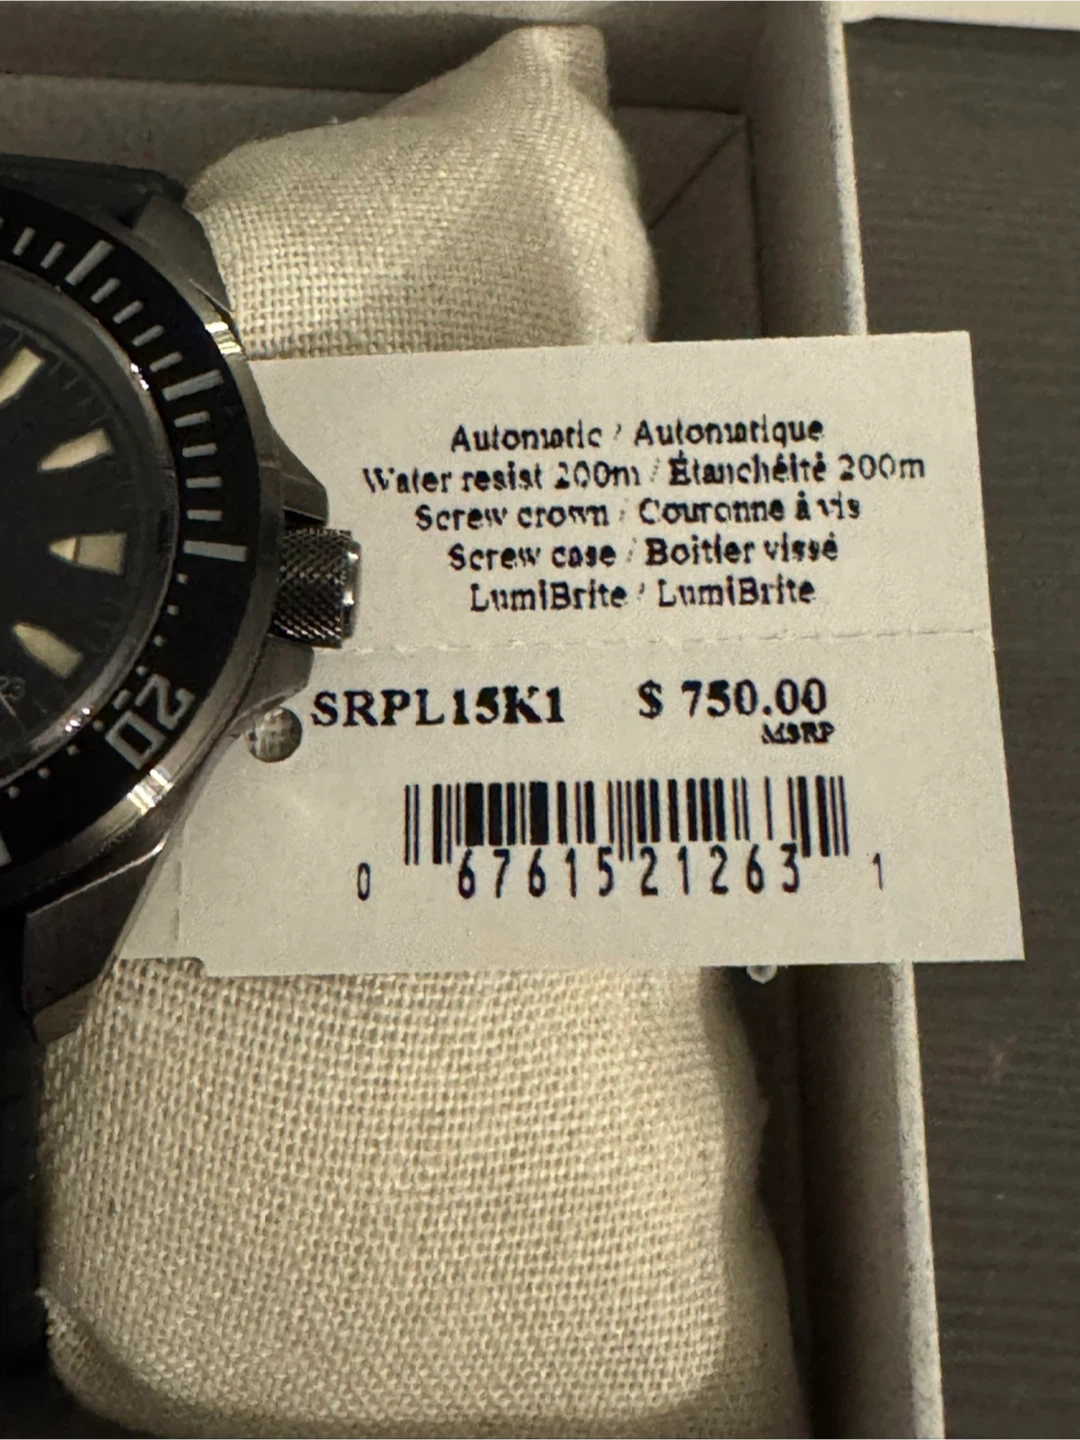 Automatic / Automatique
Water resist 200m / Étanchéité 200m
Screw crown / Couronne à vis
Screw case / Boitier vissé
LumiBrite / LumiBrite
SRPL15K1 $ 750.00
MSRP
0 67615 21263 1
20